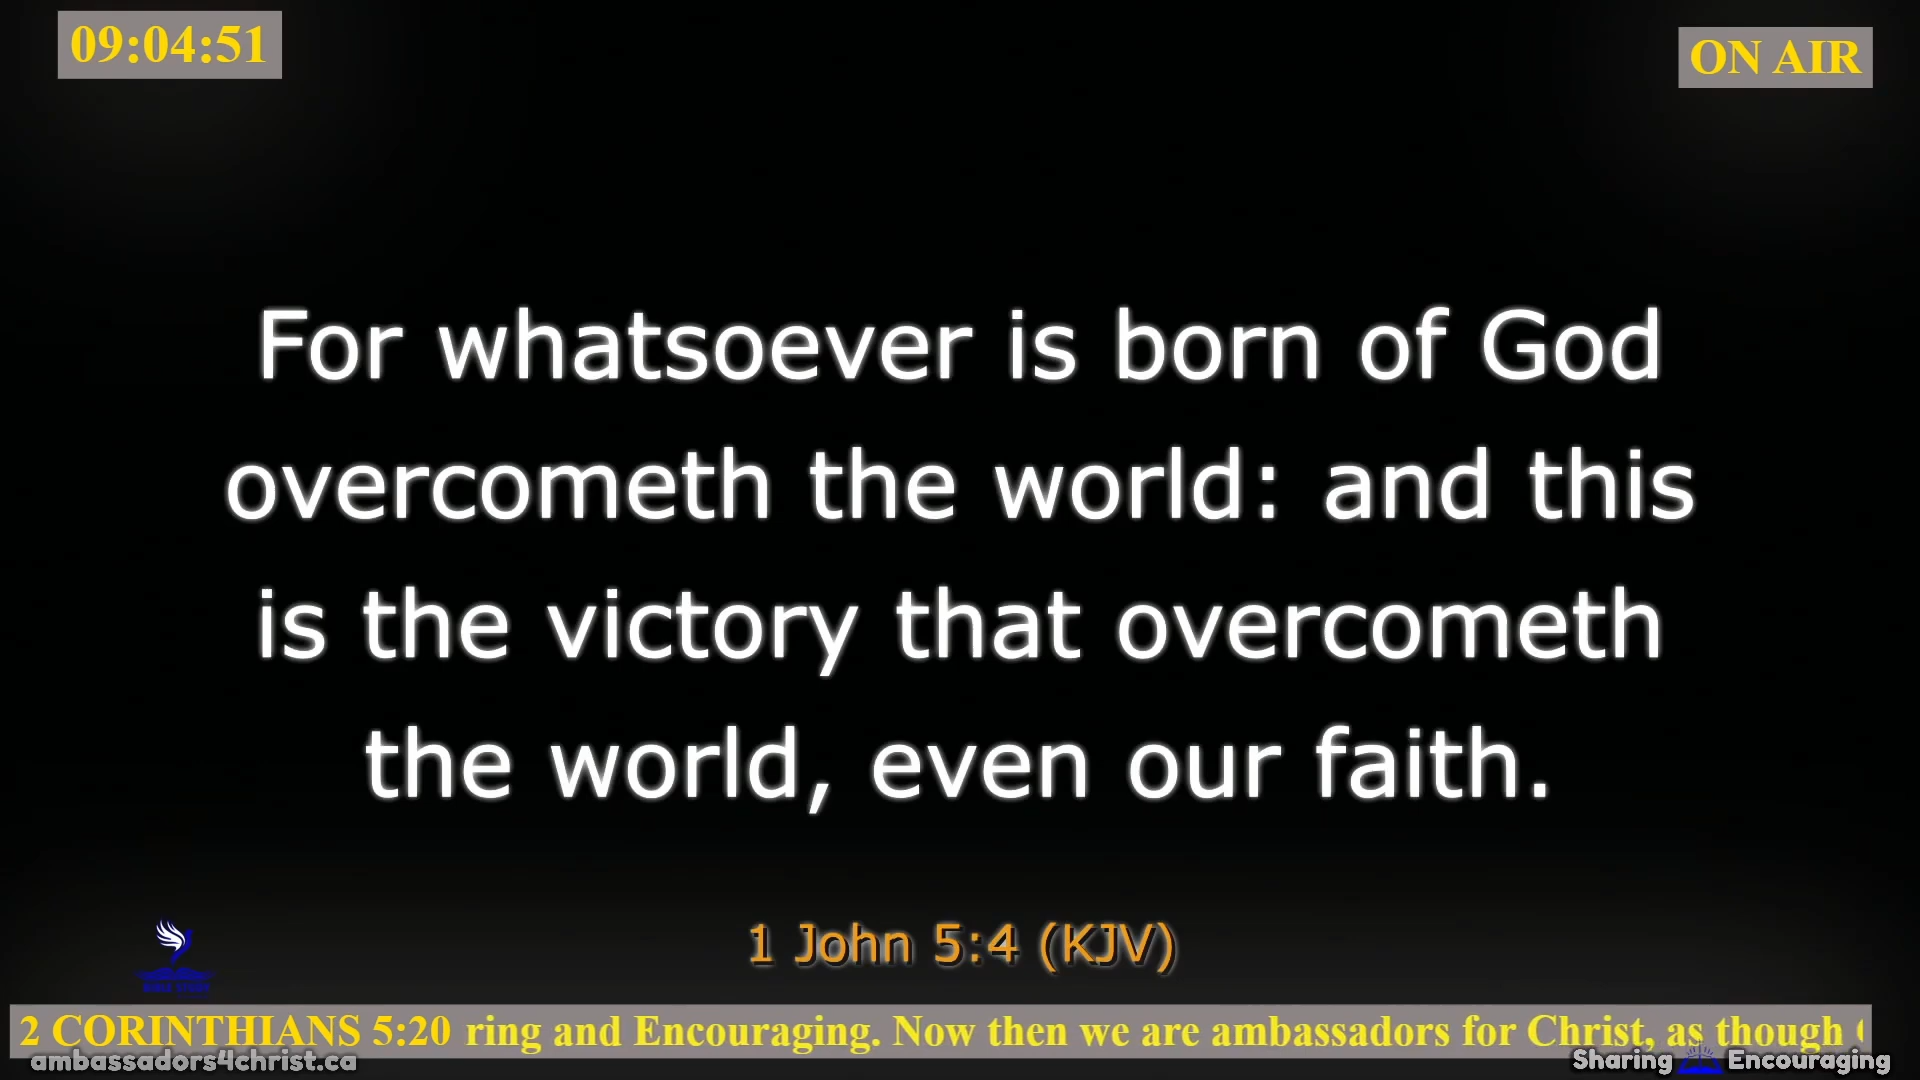 09:04:51
ON AIR
For whatsoever is born of God
overcometh the world: and this
is the victory that overcometh
the world, even our faith.
1 John 5:4 (KJV)
BIBLE STUDY
2 CORINTHIANS 5:20 ring and Encouraging. Now then we are ambassadors for Christ, as though
ambassadors4christ.ca
Sharing Encouraging